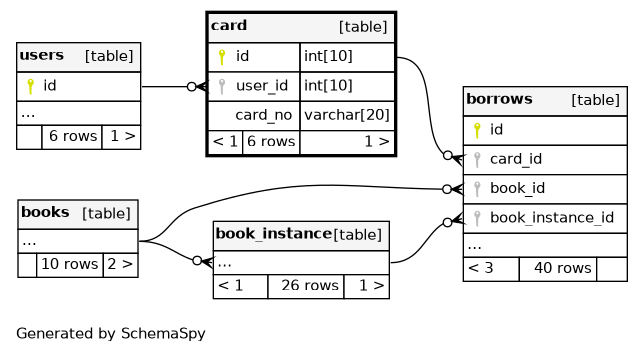 users [table]
id
...
6 rows 1 >
card [table]
id int[10]
user_id int[10]
card_no varchar[20]
< 1 6 rows 1 >
borrows [table]
id
card_id
book_id
book_instance_id
...
< 3 40 rows
books [table]
...
10 rows 2 >
book_instance [table]
...
< 1 26 rows 1 >
Generated by SchemaSpy